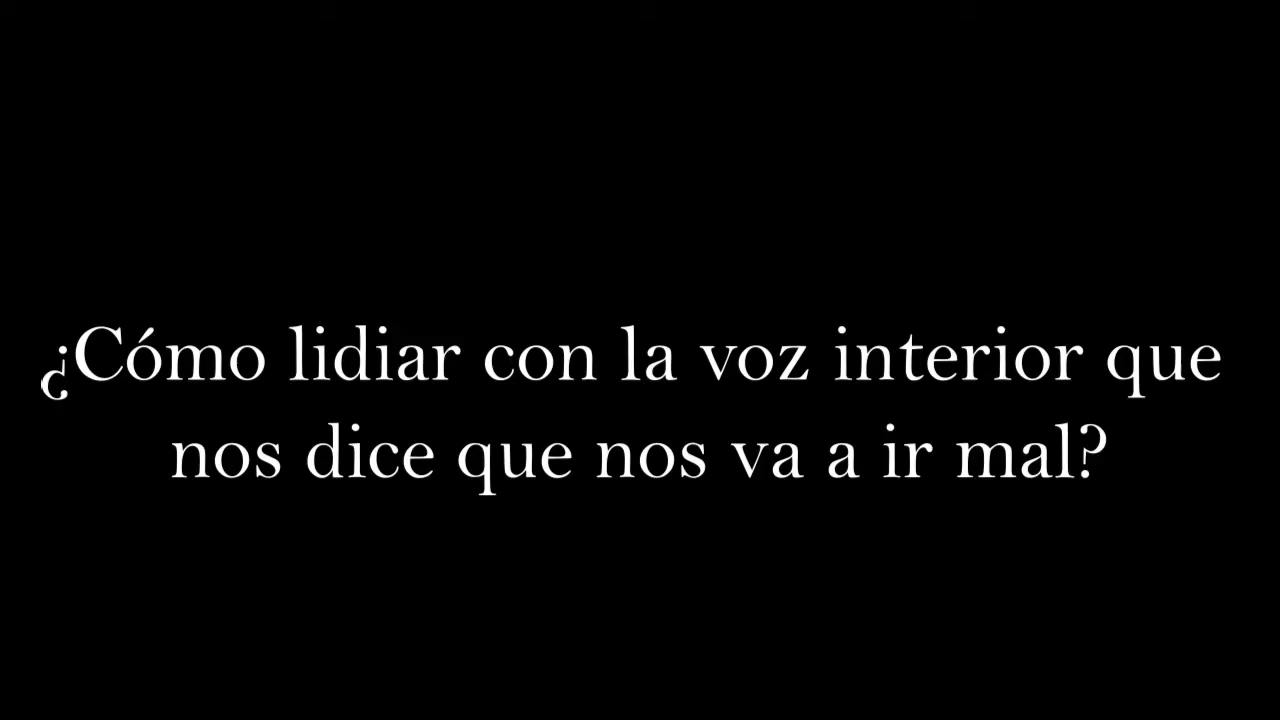 ¿Cómo lidiar con la voz interior que
nos dice que nos va a ir mal?